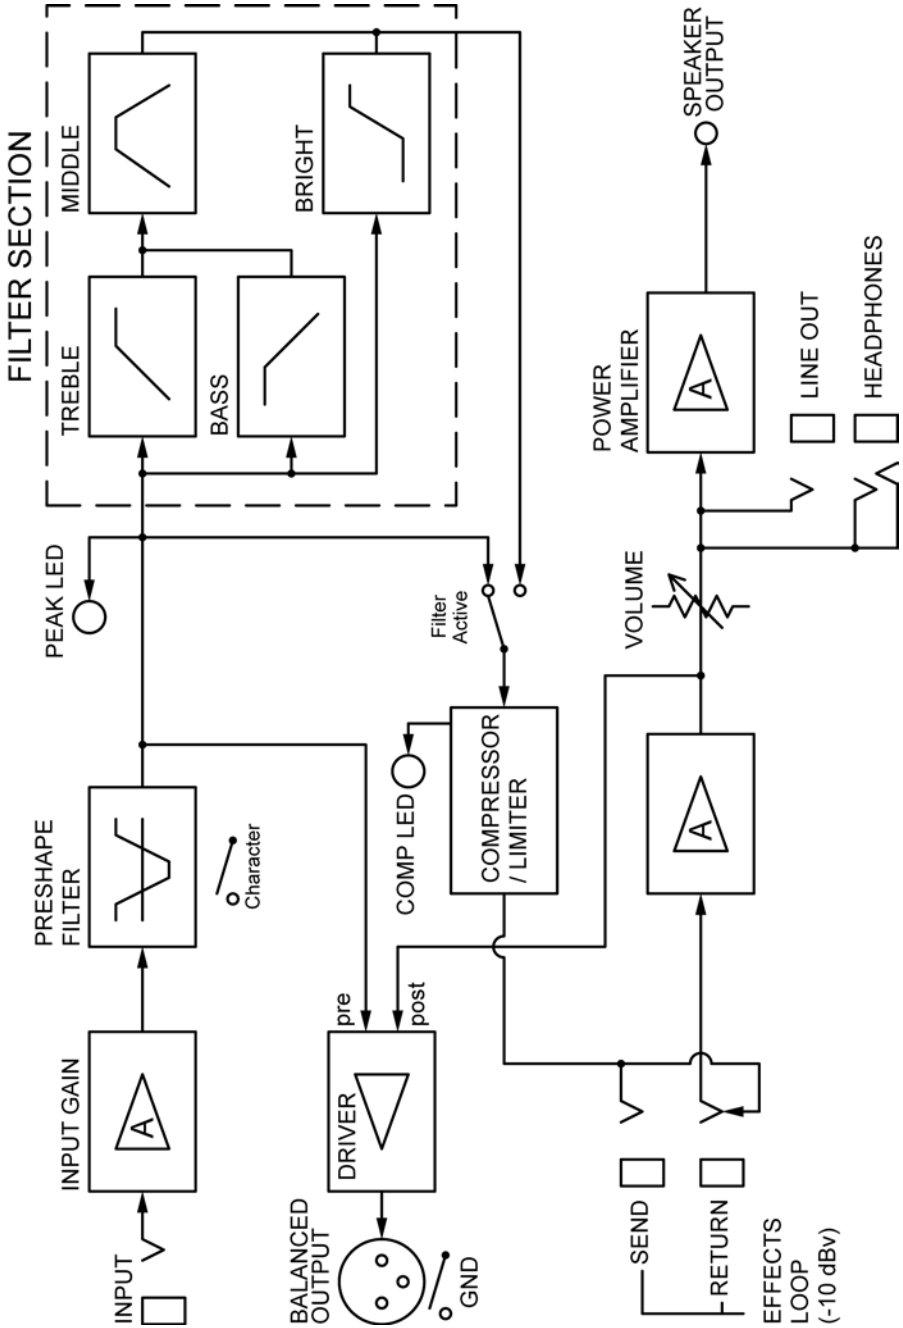 FILTER SECTION
MIDDLE
BRIGHT
TREBLE
BASS
SPEAKER
OUTPUT
PEAK LED
Filter
Active
POWER
AMPLIFIER
A
LINE OUT
HEADPHONES
VOLUME
PRESHAPE
FILTER
Character
COMP LED
COMPRESSOR
/ LIMITER
A
INPUT GAIN
A
INPUT
pre
post
DRIVER
BALANCED
OUTPUT
GND
SEND
RETURN
EFFECTS
LOOP
(-10 dBv)